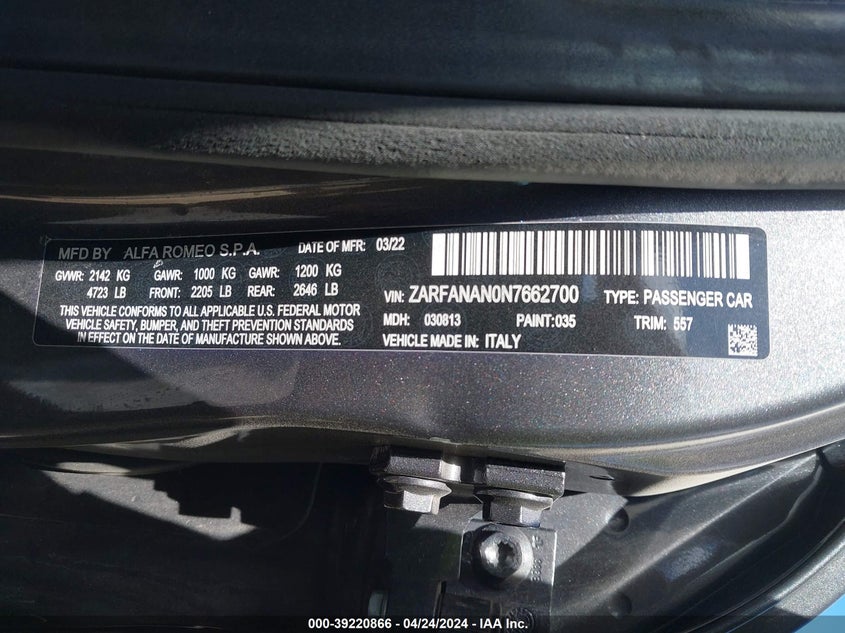 MFD BY ALFA ROMEO S.P.A. DATE OF MFR: 03/22
GVWR: 2142 KG GAWR: 1000 KG GAWR: 1200 KG
4723 LB FRONT: 2205 LB REAR: 2646 LB
THIS VEHICLE CONFORMS TO ALL APPLICABLE U.S. FEDERAL MOTOR
VEHICLE SAFETY, BUMPER, AND THEFT PREVENTION STANDARDS
IN EFFECT ON THE DATE OF MANUFACTURE SHOWN ABOVE.
VIN: ZARFANAN0N7662700 TYPE: PASSENGER CAR
MDH: 030813 PAINT: 035 TRIM: 557
VEHICLE MADE IN: ITALY
000-39220866 - 04/24/2024 - IAA Inc.